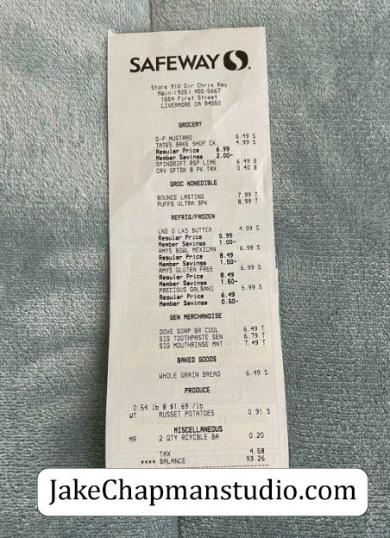 SAFEWAY
Store 910 Dir Chris Ray
Main:(925) 455-5667
1554 First Street
LIVERMORE CA 94550
GROCERY
G-P MUSTARD 6.49 S
TATES BAKE SHOP CK 4.99 S
Regular Price 6.99
Member Savings 2.00-
SPINDRIFT RSP LIME 6.49 S
CRV SFTDK 8 PK TAX 0.40 B
GROC NONEDIBLE
BOUNCE LASTING 7.99 T
PUFFS ULTRA 3PK 8.99 T
REFRIG/FROZEN
LND O LKS BUTTER 4.99 S
Regular Price 5.99
Member Savings 1.00-
AMYS BOWL MEXICAN 6.99 S
Regular Price 8.49
Member Savings 1.50-
AMYS GLUTEN FREE 6.99 S
Regular Price 8.49
Member Savings 1.50-
PRECIOUS GALBANI 5.99 S
Regular Price 6.49
Member Savings 0.50-
GEN MERCHANDISE
DOVE SOAP BA COOL 6.49 T
SIG TOOTHPASTE SEN 6.79 T
SIG MOUTHRINSE MNT 7.49 T
BAKED GOODS
WHOLE GRAIN BREAD 6.49 S
PRODUCE
0.54 lb @ $1.69 /lb
WT RUSSET POTATOES 0.91 S
MISCELLANEOUS
MR 2 QTY RCYCBLE BA 0.20
TAX 4.58
**** BALANCE 93.26
JakeChapmanstudio.com